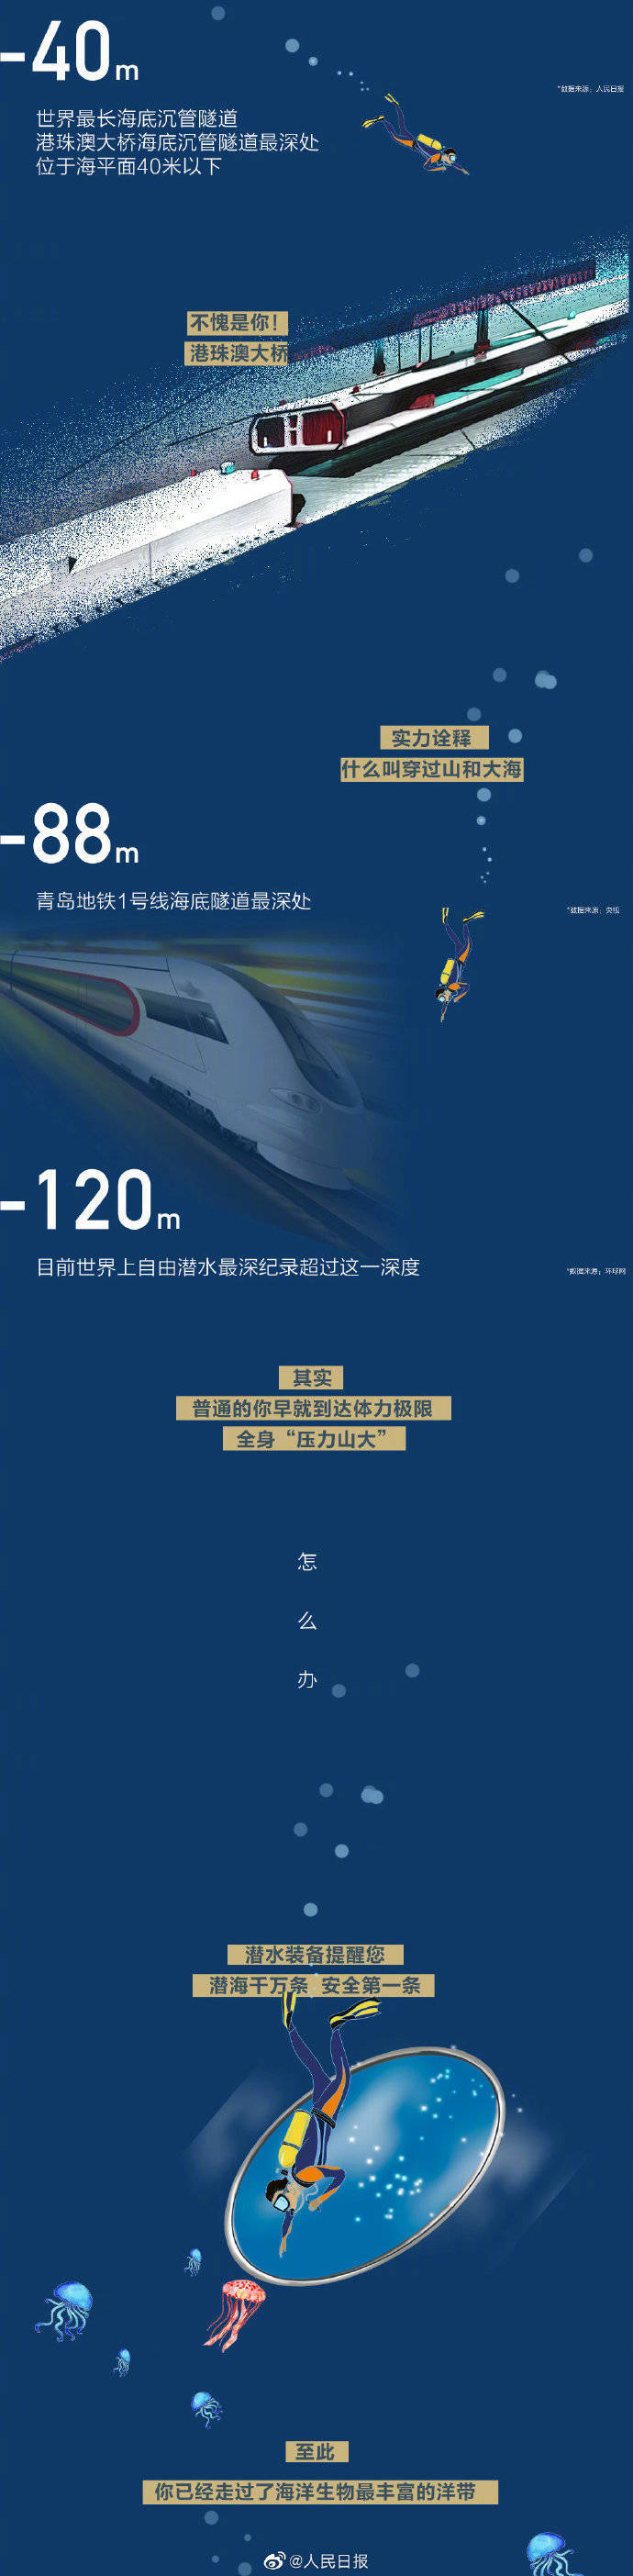 -40m
*数据来源：人民日报
世界最长海底沉管隧道
港珠澳大桥海底沉管隧道最深处
位于海平面40米以下
不愧是你！
港珠澳大桥
实力诠释
什么叫穿过山和大海
-88m
青岛地铁1号线海底隧道最深处
*数据来源：央视
-120m
目前世界上自由潜水最深纪录超过这一深度
*数据来源：环球网
其实
普通的你早就到达体力极限
全身“压力山大”
怎
么
办
潜水装备提醒您
潜海千万条 安全第一条
至此
你已经走过了海洋生物最丰富的洋带
@人民日报